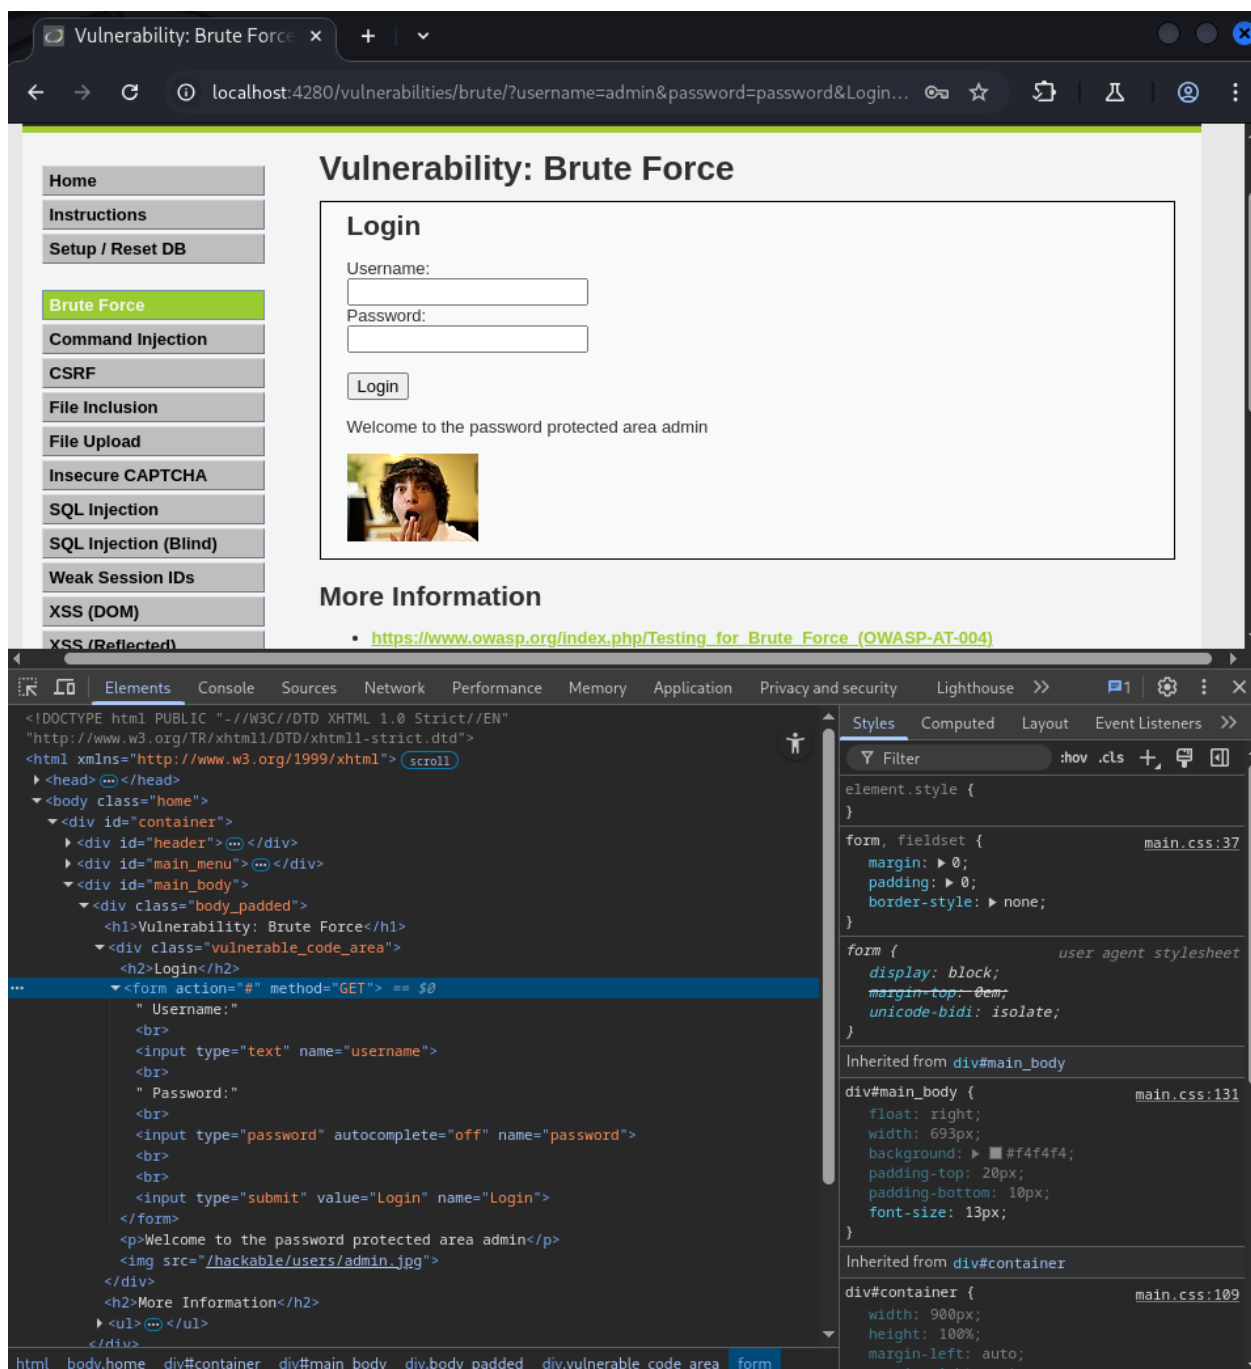 Vulnerability: Brute Force
localhost:4280/vulnerabilities/brute/?username=admin&password=password&Login...
Home
Instructions
Setup / Reset DB
Brute Force
Command Injection
CSRF
File Inclusion
File Upload
Insecure CAPTCHA
SQL Injection
SQL Injection (Blind)
Weak Session IDs
XSS (DOM)
XSS (Reflected)
Vulnerability: Brute Force
Login
Username:
Password:
Login
Welcome to the password protected area admin
More Information
https://www.owasp.org/index.php/Testing_for_Brute_Force_(OWASP-AT-004)
Elements Console Sources Network Performance Memory Application Privacy and security Lighthouse 1
<!DOCTYPE html PUBLIC "-//W3C//DTD XHTML 1.0 Strict//EN"
"http://www.w3.org/TR/xhtml1/DTD/xhtml1-strict.dtd">
<html xmlns="http://www.w3.org/1999/xhtml"> scroll
<head> … </head>
<body class="home">
<div id="container">
<div id="header"> … </div>
<div id="main_menu"> … </div>
<div id="main_body">
<div class="body_padded">
<h1>Vulnerability: Brute Force</h1>
<div class="vulnerable_code_area">
<h2>Login</h2>
<form action="#" method="GET"> == $0
" Username:"
<br>
<input type="text" name="username">
<br>
" Password:"
<br>
<input type="password" autocomplete="off" name="password">
<br>
<br>
<input type="submit" value="Login" name="Login">
</form>
<p>Welcome to the password protected area admin</p>
<img src="/hackable/users/admin.jpg">
</div>
<h2>More Information</h2>
<ul> … </ul>
</div>
html body.home div#container div#main_body div.body_padded div.vulnerable_code_area form
Styles Computed Layout Event Listeners
Filter :hov .cls
element.style {
}
form, fieldset { main.css:37
margin: 0;
padding: 0;
border-style: none;
}
form { user agent stylesheet
display: block;
margin-top: 0em;
unicode-bidi: isolate;
}
Inherited from div#main_body
div#main_body { main.css:131
float: right;
width: 693px;
background: #f4f4f4;
padding-top: 20px;
padding-bottom: 10px;
font-size: 13px;
}
Inherited from div#container
div#container { main.css:109
width: 900px;
height: 100%;
margin-left: auto;